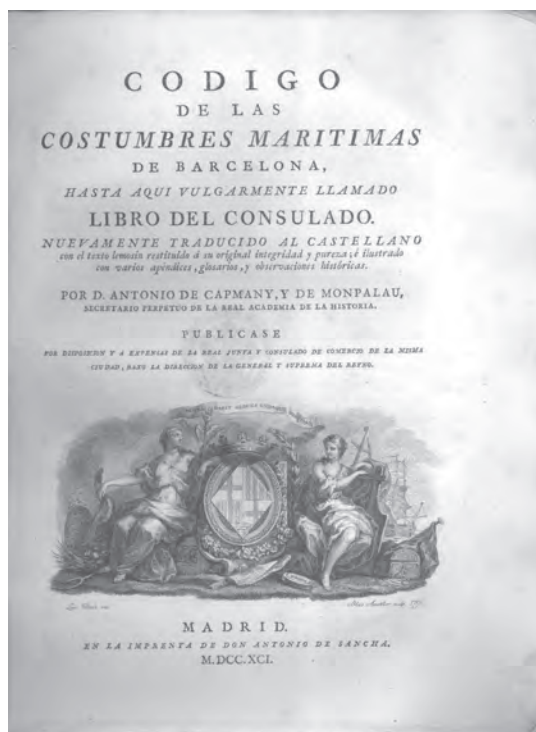 CODIGO
DE LAS
COSTUMBRES MARITIMAS
DE BARCELONA,
HASTA AQUI VULGARMENTE LLAMADO
LIBRO DEL CONSULADO.
NUEVAMENTE TRADUCIDO AL CASTELLANO
con el texto lemosin restituido á su original integridad y pureza; é ilustrado
con varios apéndices, glosarios, y observaciones históricas.
POR D. ANTONIO DE CAPMANY, Y DE MONPALAU,
SECRETARIO PERPETUO DE LA REAL ACADEMIA DE LA HISTORIA.
PUBLICASE
POR DISPOSICION Y A EXPENSAS DE LA REAL JUNTA Y CONSULADO DE COMERCIO DE LA MISMA
CIUDAD, BAXO LA DIRECCION DE LA GENERAL Y SUPREMA DEL REYNO.
MADRID.
EN LA IMPRENTA DE DON ANTONIO DE SANCHA.
M.DCC.XCI.